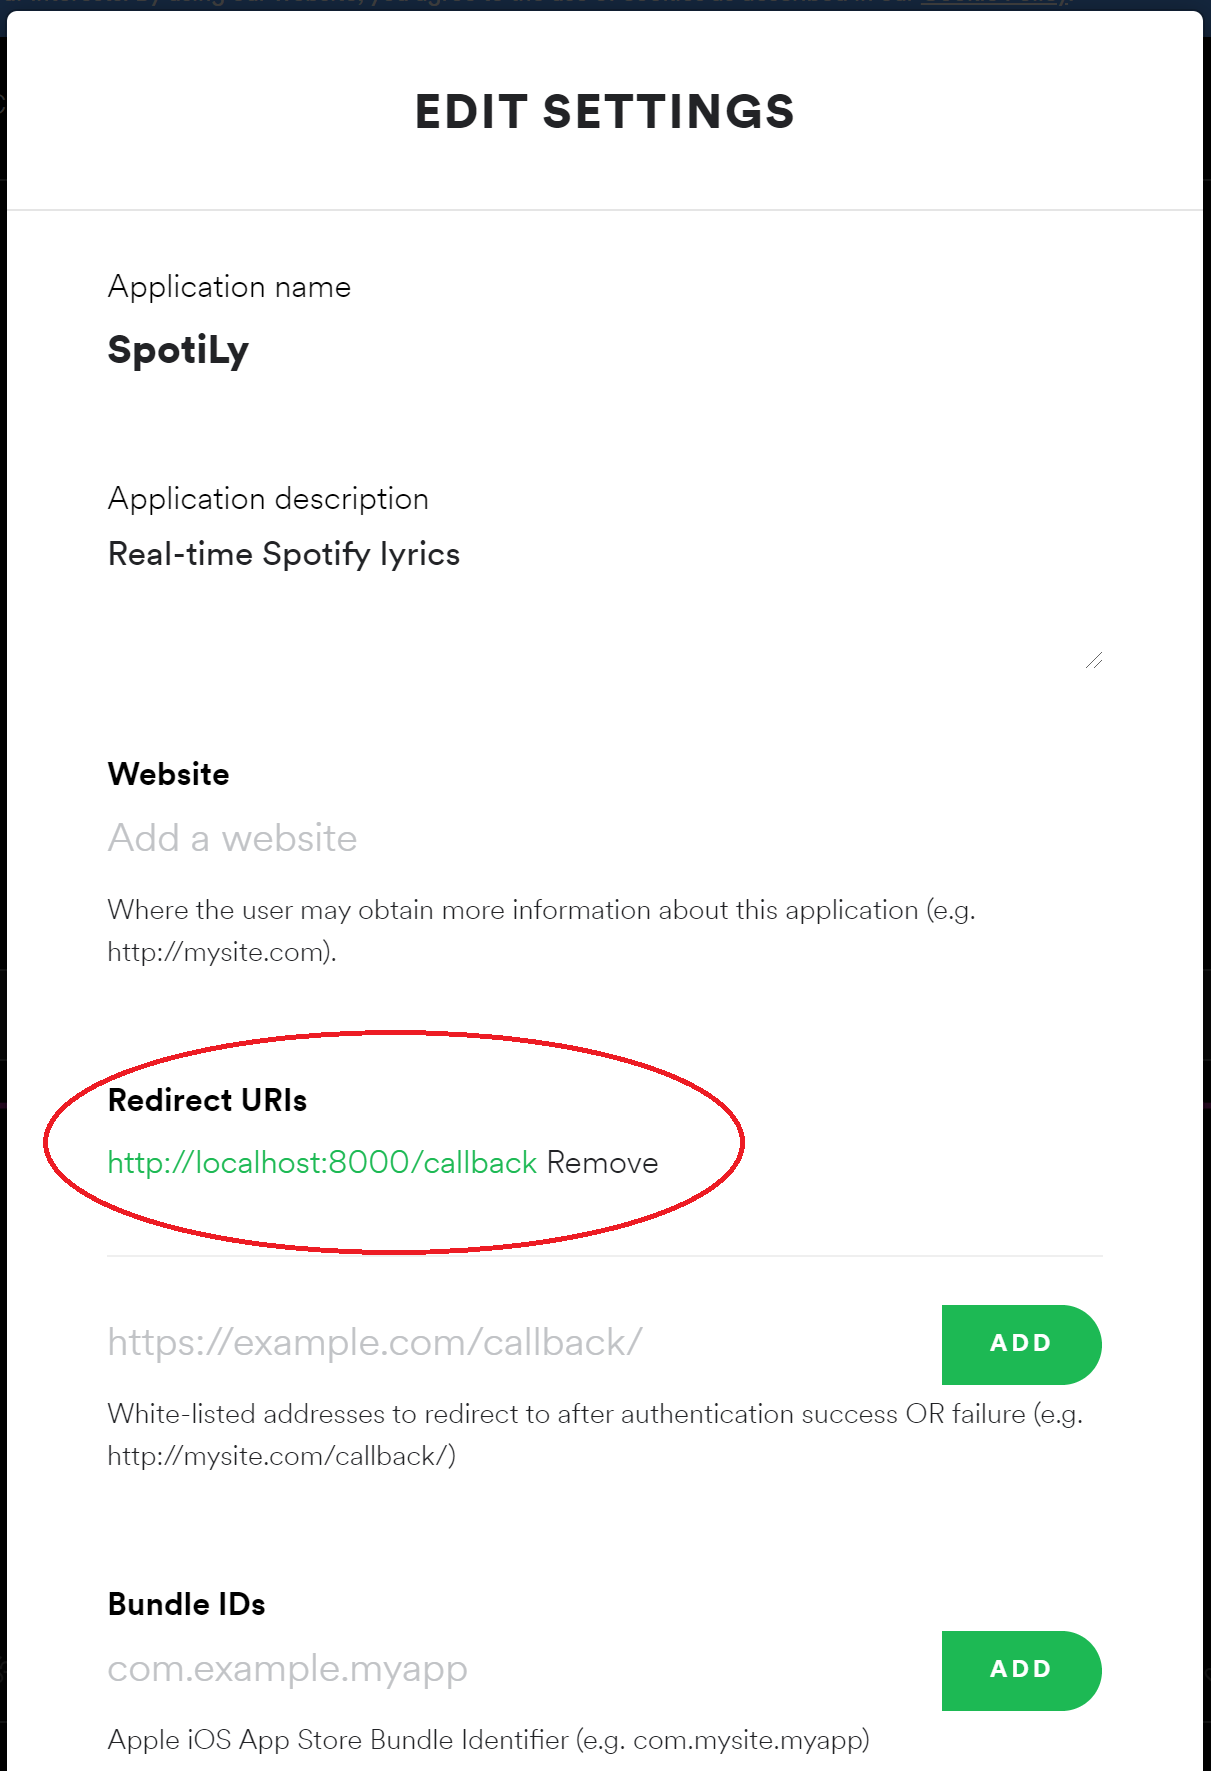 EDIT SETTINGS
Application name
SpotiLy
Application description
Real-time Spotify lyrics
Website
Add a website
Where the user may obtain more information about this application (e.g.
http://mysite.com).
Redirect URIs
http://localhost:8000/callback Remove
https://example.com/callback/
ADD
White-listed addresses to redirect to after authentication success OR failure (e.g.
http://mysite.com/callback/)
Bundle IDs
com.example.myapp
ADD
Apple iOS App Store Bundle Identifier (e.g. com.mysite.myapp)